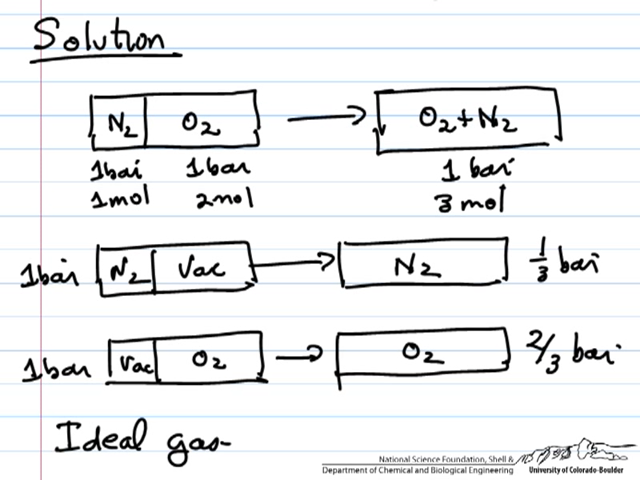 Solution
N2 O2 → O2+N2
1bar 1bar 1 bar
1mol 2mol 3 mol
1bar N2 Vac → N2 1/3 bar
1bar Vac O2 → O2 2/3 bar
Ideal gas
National Science Foundation, Shell &
Department of Chemical and Biological Engineering
University of Colorado-Boulder